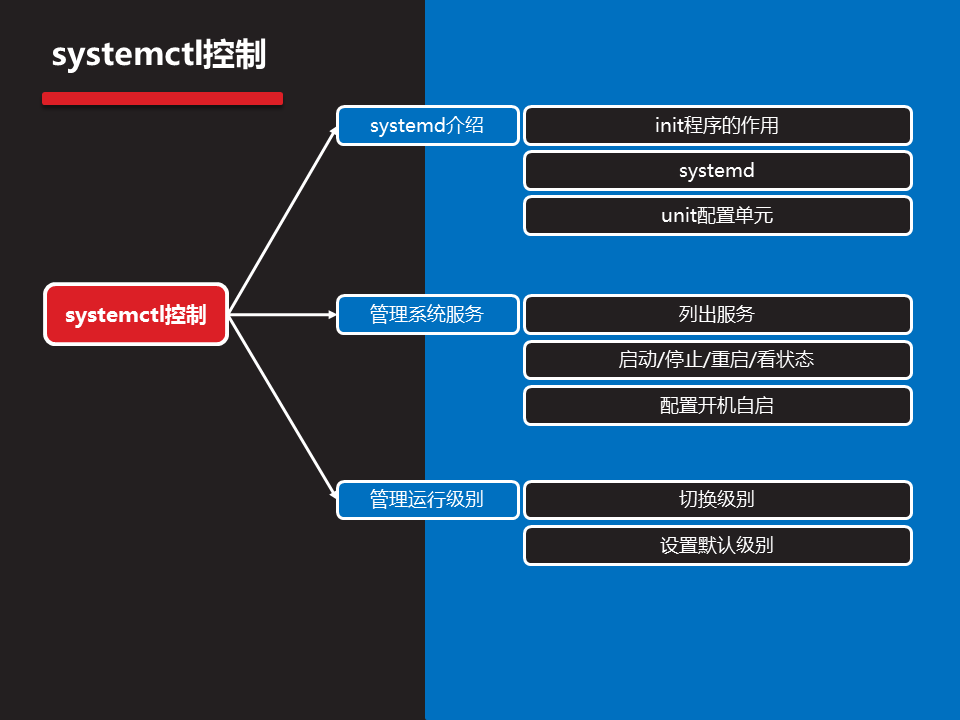 systemctl控制
systemd介绍
init程序的作用
systemd
unit配置单元
systemctl控制
管理系统服务
列出服务
启动/停止/重启/看状态
配置开机自启
管理运行级别
切换级别
设置默认级别